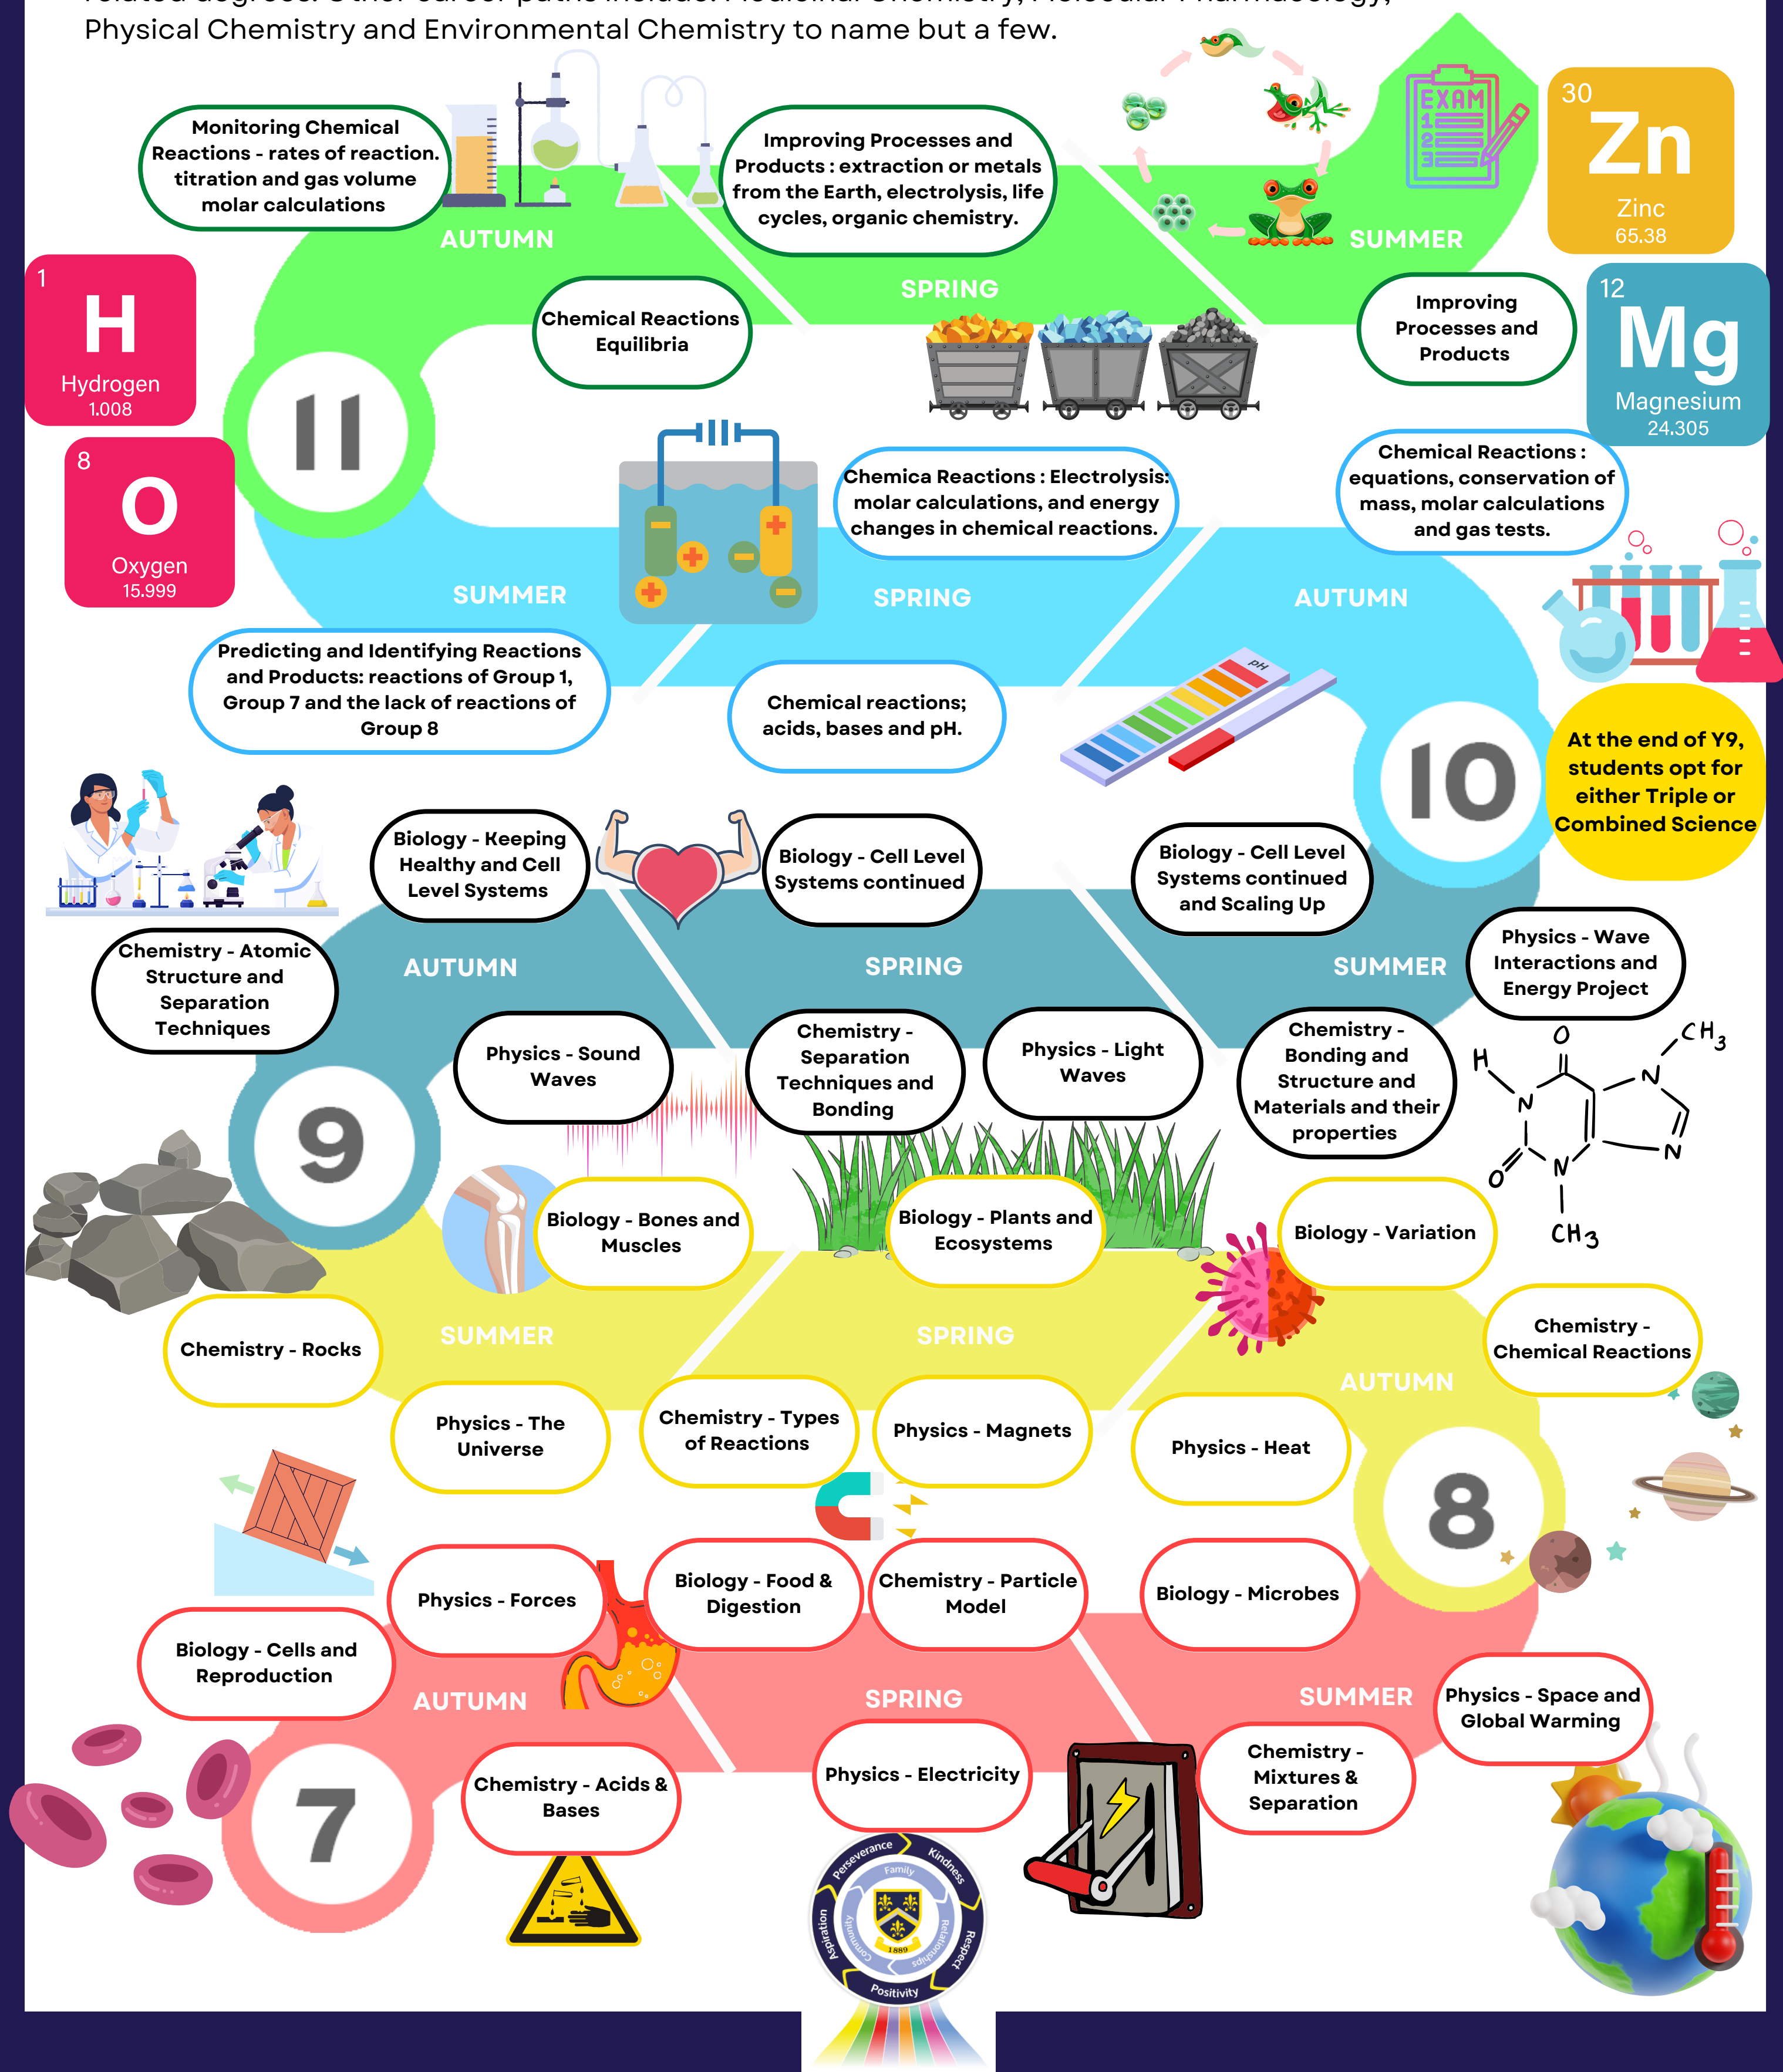 Physical Chemistry and Environmental Chemistry to name but a few.
Monitoring Chemical
Reactions - rates of reaction.
titration and gas volume
molar calculations
Improving Processes and
Products : extraction or metals
from the Earth, electrolysis, life
cycles, organic chemistry.
EXAM
1
2
3
30
Zn
Zinc
65.38
AUTUMN
SPRING
SUMMER
1
H
Hydrogen
1.008
Chemical Reactions
Equilibria
Improving
Processes and
Products
12
Mg
Magnesium
24.305
11
8
O
Oxygen
15.999
Chemica Reactions : Electrolysis:
molar calculations, and energy
changes in chemical reactions.
Chemical Reactions :
equations, conservation of
mass, molar calculations
and gas tests.
SUMMER
SPRING
AUTUMN
Predicting and Identifying Reactions
and Products: reactions of Group 1,
Group 7 and the lack of reactions of
Group 8
Chemical reactions;
acids, bases and pH.
pH
10
At the end of Y9,
students opt for
either Triple or
Combined Science
Biology - Keeping
Healthy and Cell
Level Systems
Biology - Cell Level
Systems continued
Biology - Cell Level
Systems continued
and Scaling Up
Chemistry - Atomic
Structure and
Separation
Techniques
AUTUMN
SPRING
SUMMER
Physics - Wave
Interactions and
Energy Project
Physics - Sound
Waves
Chemistry -
Separation
Techniques and
Bonding
Physics - Light
Waves
Chemistry -
Bonding and
Structure and
Materials and their
properties
O
CH3
H
N
N
N
N
O
CH3
9
Biology - Bones and
Muscles
Biology - Plants and
Ecosystems
Biology - Variation
Chemistry - Rocks
SUMMER
SPRING
AUTUMN
Chemistry -
Chemical Reactions
Physics - The
Universe
Chemistry - Types
of Reactions
Physics - Magnets
Physics - Heat
8
Physics - Forces
Biology - Food &
Digestion
Chemistry - Particle
Model
Biology - Microbes
Biology - Cells and
Reproduction
AUTUMN
SPRING
SUMMER
Physics - Space and
Global Warming
7
Chemistry - Acids &
Bases
Physics - Electricity
Chemistry -
Mixtures &
Separation
Perseverance
Kindness
Respect
Positivity
Aspiration
Family
Relationships
Community
1889